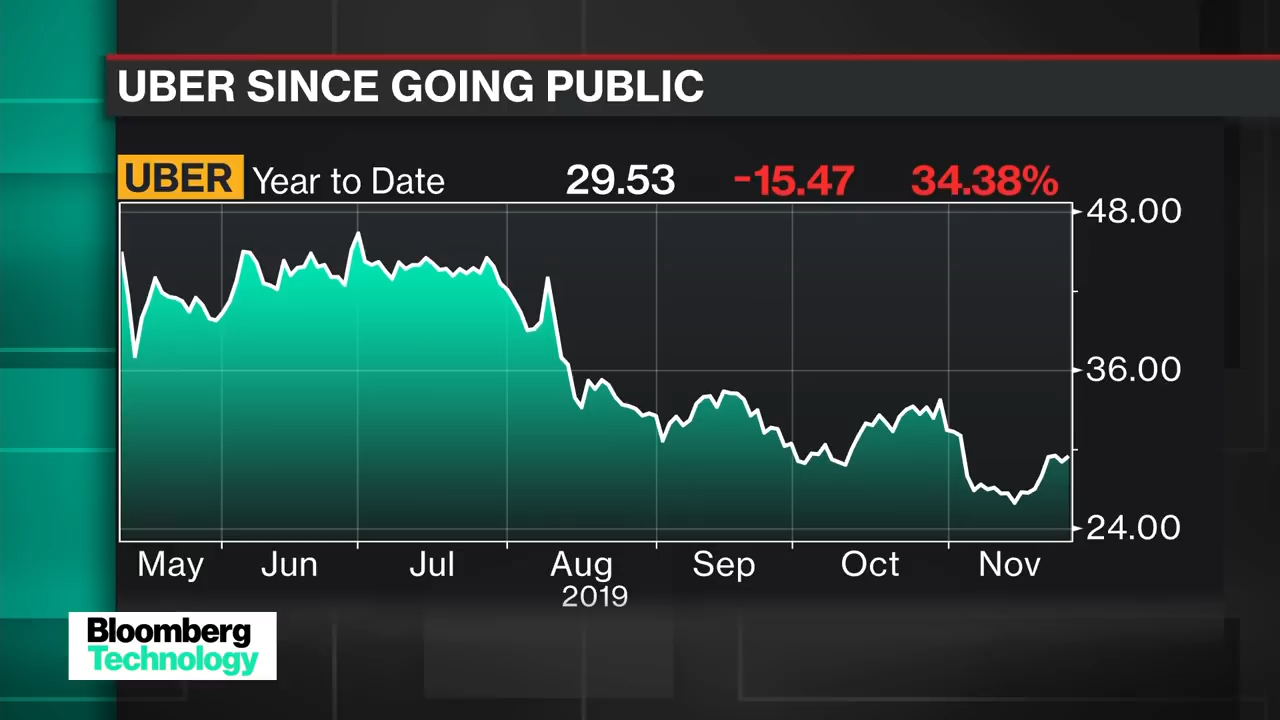 UBER SINCE GOING PUBLIC
UBER Year to Date 29.53 -15.47 34.38%
48.00
36.00
24.00
May Jun Jul Aug Sep Oct Nov
2019
Bloomberg
Technology